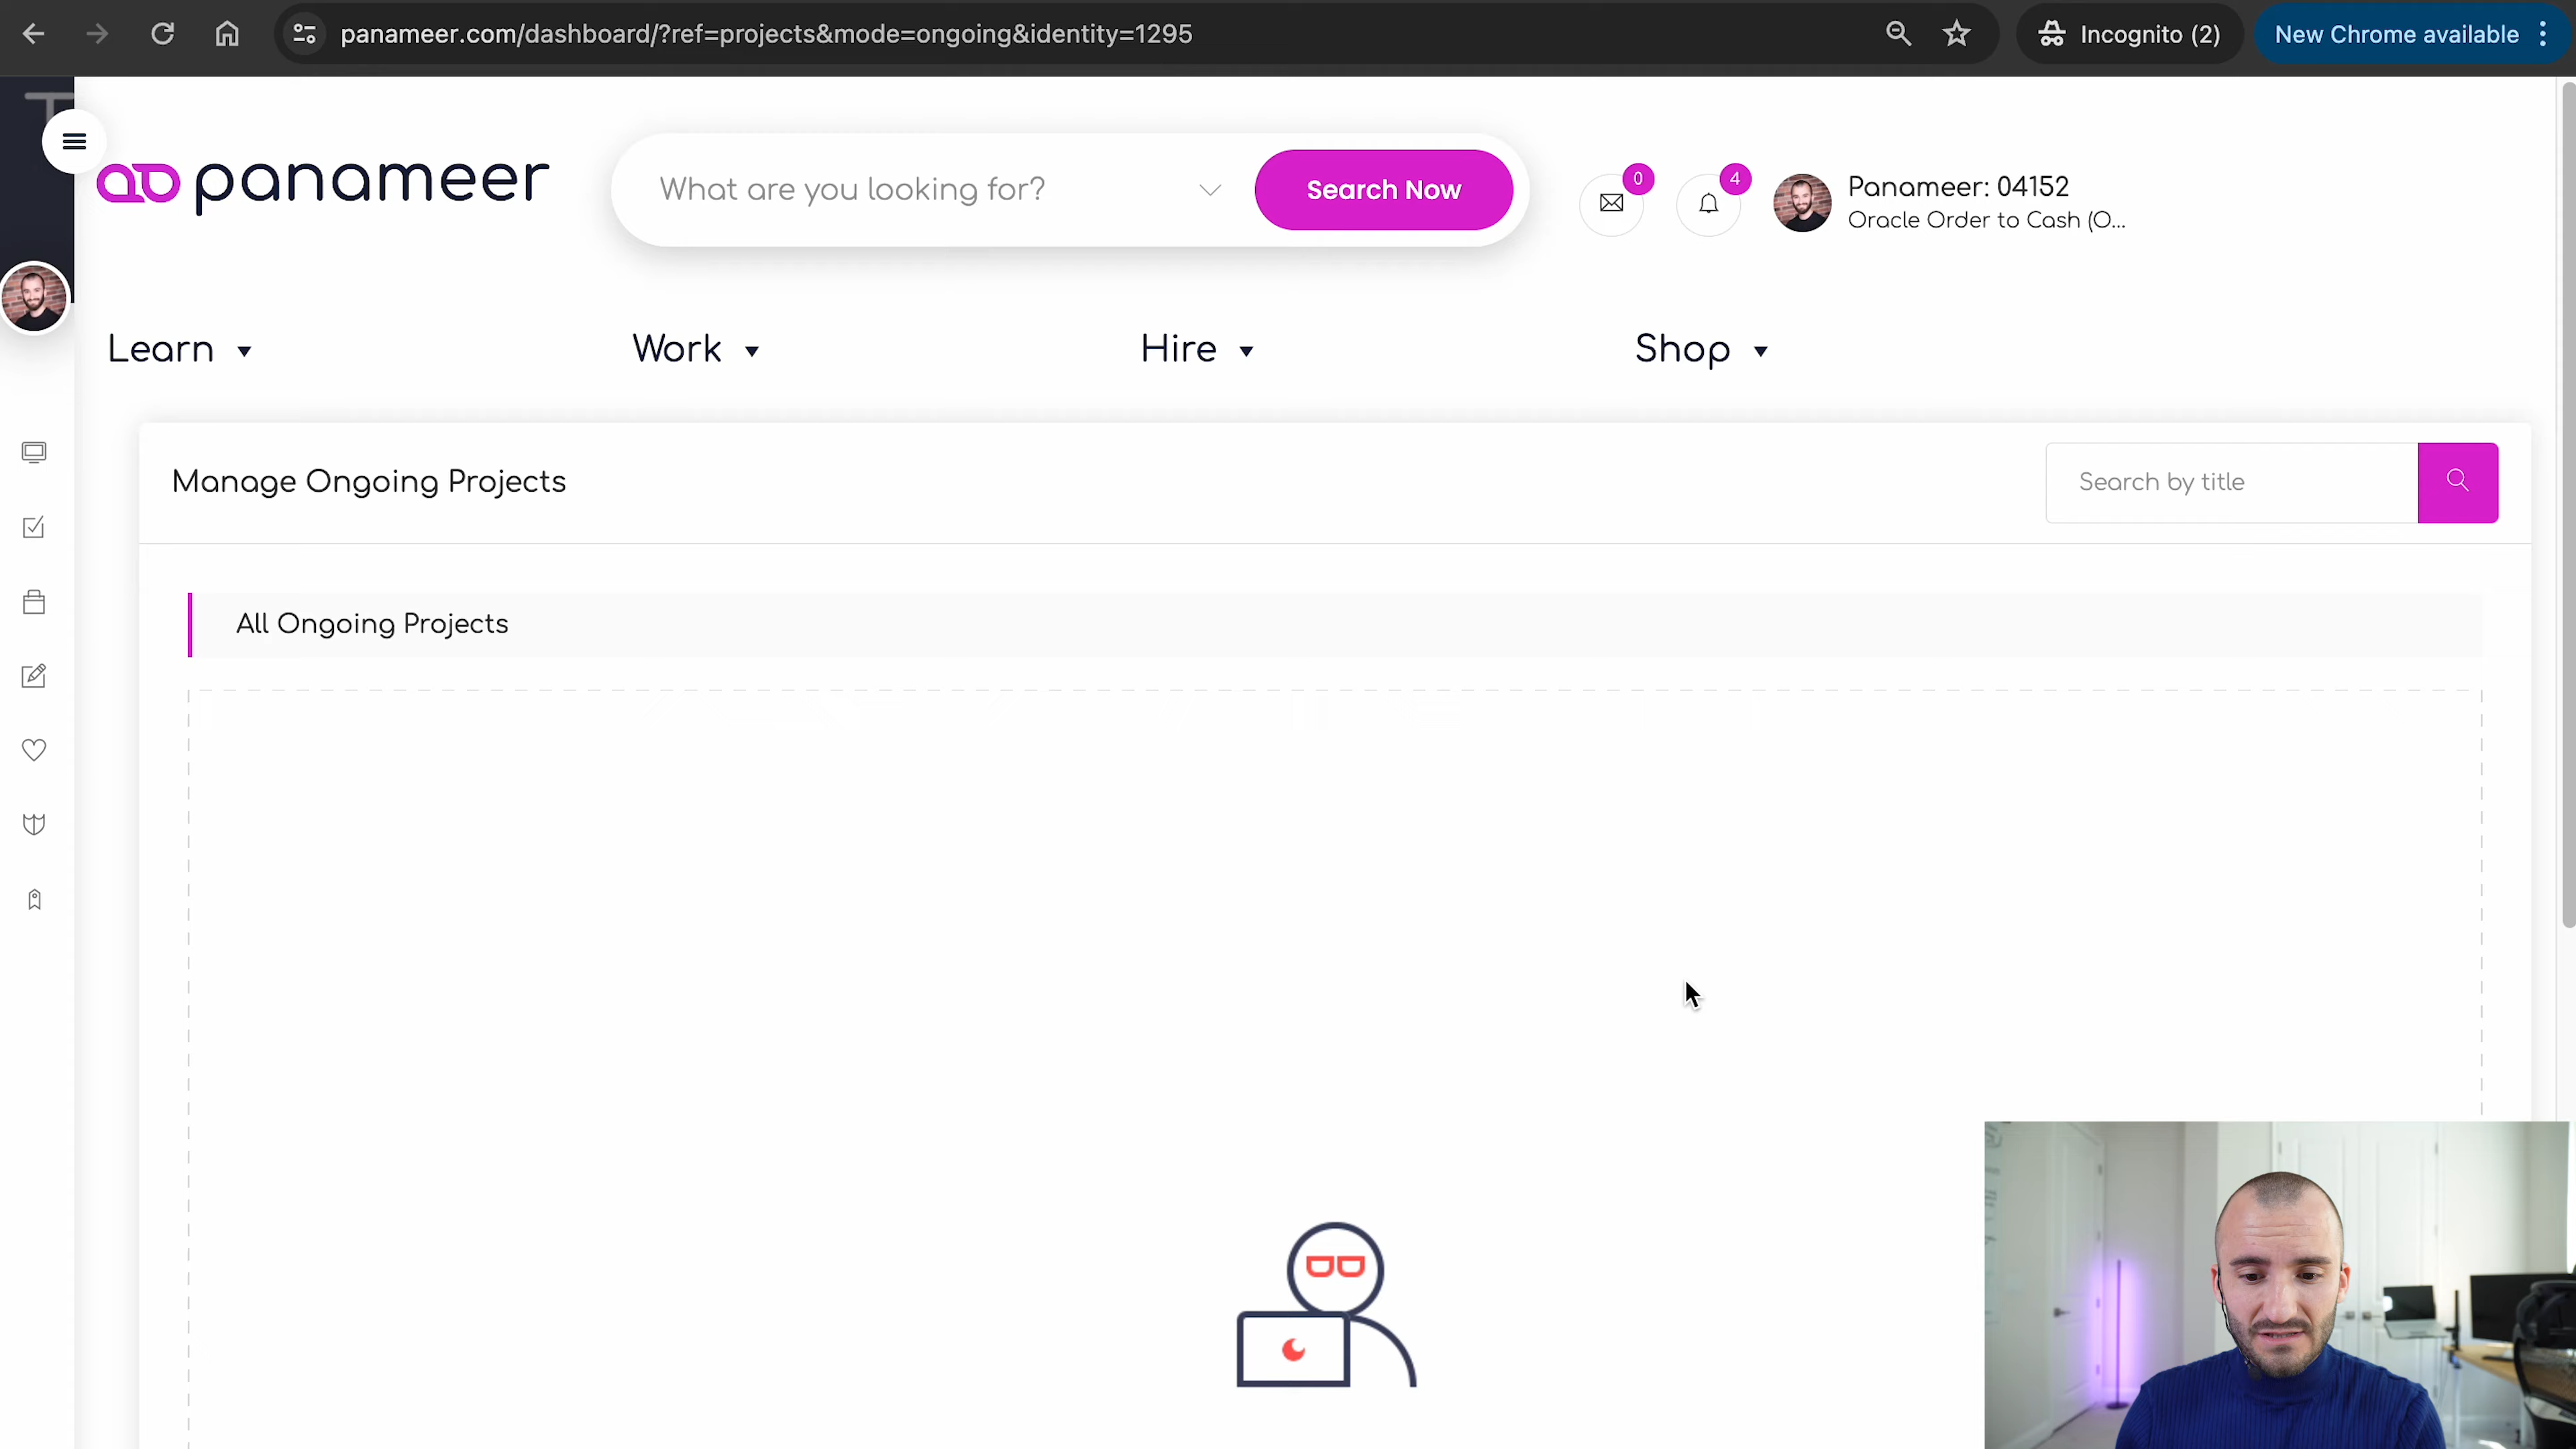 panameer.com/dashboard/?ref=projects&mode=ongoing&identity=1295
Incognito (2)
New Chrome available
panameer
What are you looking for?
Search Now
0
4
Panameer: 04152
Oracle Order to Cash (O...
Learn
Work
Hire
Shop
Manage Ongoing Projects
Search by title
All Ongoing Projects